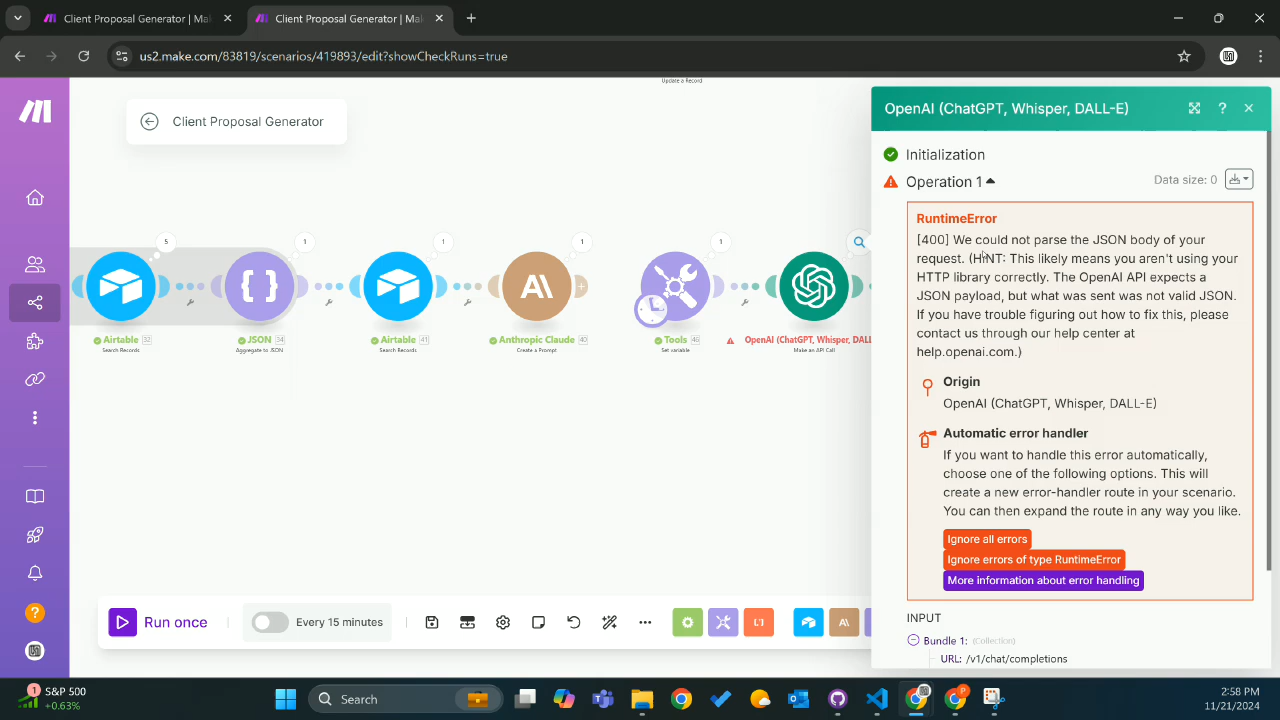 Client Proposal Generator | Ma
Client Proposal Generator | Ma
us2.make.com/83819/scenarios/419893/edit?showCheckRuns=true
Update a Record
Client Proposal Generator
5
1
1
1
1
Airtable 32
Search Records
JSON 34
Aggregate to JSON
Airtable 41
Search Records
Anthropic Claude 40
Create a Prompt
Tools 46
Set variable
OpenAI (ChatGPT, Whisper, DALL-E
Make an API Call
OpenAI (ChatGPT, Whisper, DALL-E)
Initialization
Operation 1
Data size: 0
RuntimeError
[400] We could not parse the JSON body of your
request. (HINT: This likely means you aren't using your
HTTP library correctly. The OpenAI API expects a
JSON payload, but what was sent was not valid JSON.
If you have trouble figuring out how to fix this, please
contact us through our help center at
help.openai.com.)
Origin
OpenAI (ChatGPT, Whisper, DALL-E)
Automatic error handler
If you want to handle this error automatically,
choose one of the following options. This will
create a new error-handler route in your scenario.
You can then expand the route in any way you like.
Ignore all errors
Ignore errors of type RuntimeError
More information about error handling
INPUT
Bundle 1: (Collection)
URL: /v1/chat/completions
Run once
Every 15 minutes
1
S&P 500
+0.63%
Search
2:58 PM
11/21/2024